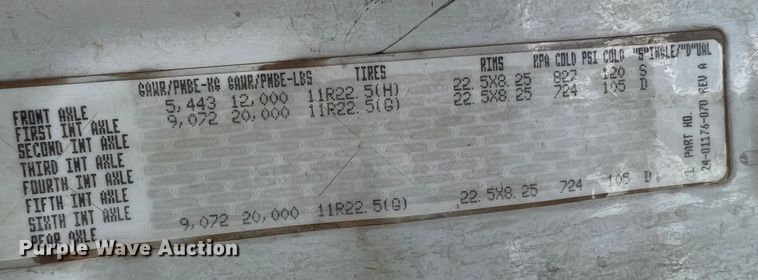 GAWR/PNBE-KG GAWR/PNBE-LBS TIRES RIMS KPA COLD PSI COLD "S"INGLE/"D"UAL
FRONT AXLE 5,443 12,000 11R22.5(H) 22.5X8.25 827 120 S
FIRST INT AXLE 9,072 20,000 11R22.5(G) 22.5X8.25 724 105 D
SECOND INT AXLE
THIRD INT AXLE
FOURTH INT AXLE
FIFTH INT AXLE
SIXTH INT AXLE
REAR AXLE 9,072 20,000 11R22.5(G) 22.5X8.25 724 105 D
L PART NO.
24-01176-070 REV A
Purple Wave Auction